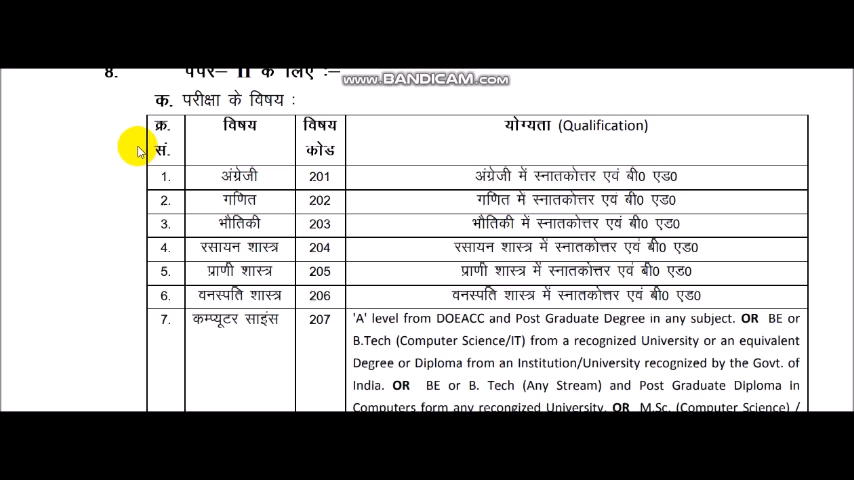 8. पेपर– II के लिए :–
www.BANDICAM.com
क. परीक्षा के विषय :
क्र. सं. विषय विषय कोड योग्यता (Qualification)
1. अंग्रेजी 201 अंग्रेजी में स्नातकोत्तर एवं बी0 एड0
2. गणित 202 गणित में स्नातकोत्तर एवं बी0 एड0
3. भौतिकी 203 भौतिकी में स्नातकोत्तर एवं बी0 एड0
4. रसायन शास्त्र 204 रसायन शास्त्र में स्नातकोत्तर एवं बी0 एड0
5. प्राणी शास्त्र 205 प्राणी शास्त्र में स्नातकोत्तर एवं बी0 एड0
6. वनस्पति शास्त्र 206 वनस्पति शास्त्र में स्नातकोत्तर एवं बी0 एड0
7. कम्प्यूटर साइंस 207 'A' level from DOEACC and Post Graduate Degree in any subject. OR BE or
B.Tech (Computer Science/IT) from a recognized University or an equivalent
Degree or Diploma from an Institution/University recognized by the Govt. of
India. OR BE or B. Tech (Any Stream) and Post Graduate Diploma in
Computers form any recongized University. OR M.Sc. (Computer Science) /